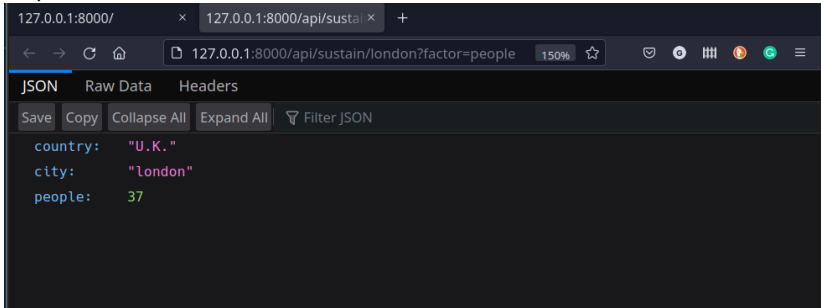 127.0.0.1:8000/ × 127.0.0.1:8000/api/sustai × +
127.0.0.1:8000/api/sustain/london?factor=people 150%
JSON Raw Data Headers
Save Copy Collapse All Expand All Filter JSON
country: "U.K."
city: "london"
people: 37